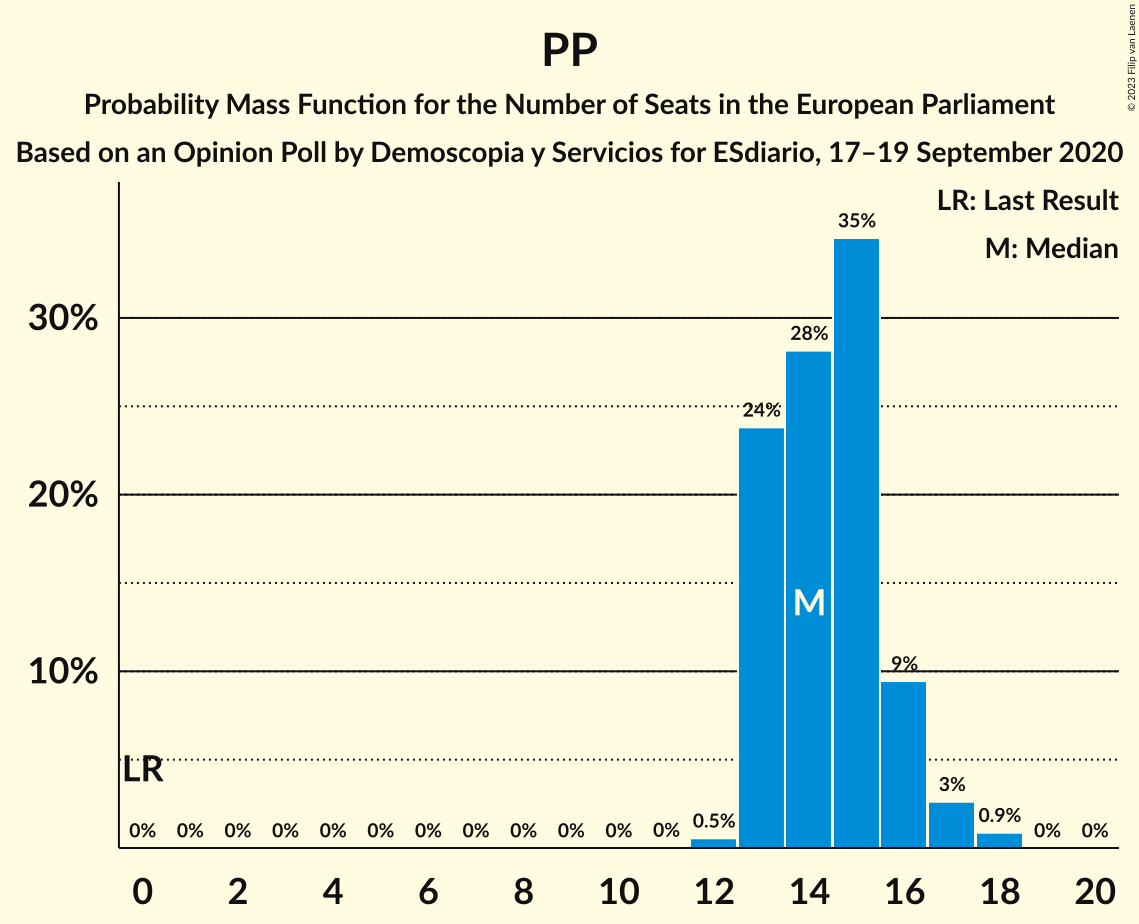 PP
Probability Mass Function for the Number of Seats in the European Parliament
Based on an Opinion Poll by Demoscopia y Servicios for ESdiario, 17–19 September 2020
© 2023 Filip van Laenen
LR: Last Result
M: Median
30%
20%
10%
LR
M
0% 0% 0% 0% 0% 0% 0% 0% 0% 0% 0% 0% 0.5% 24% 28% 35% 9% 3% 0.9% 0% 0%
0 2 4 6 8 10 12 14 16 18 20